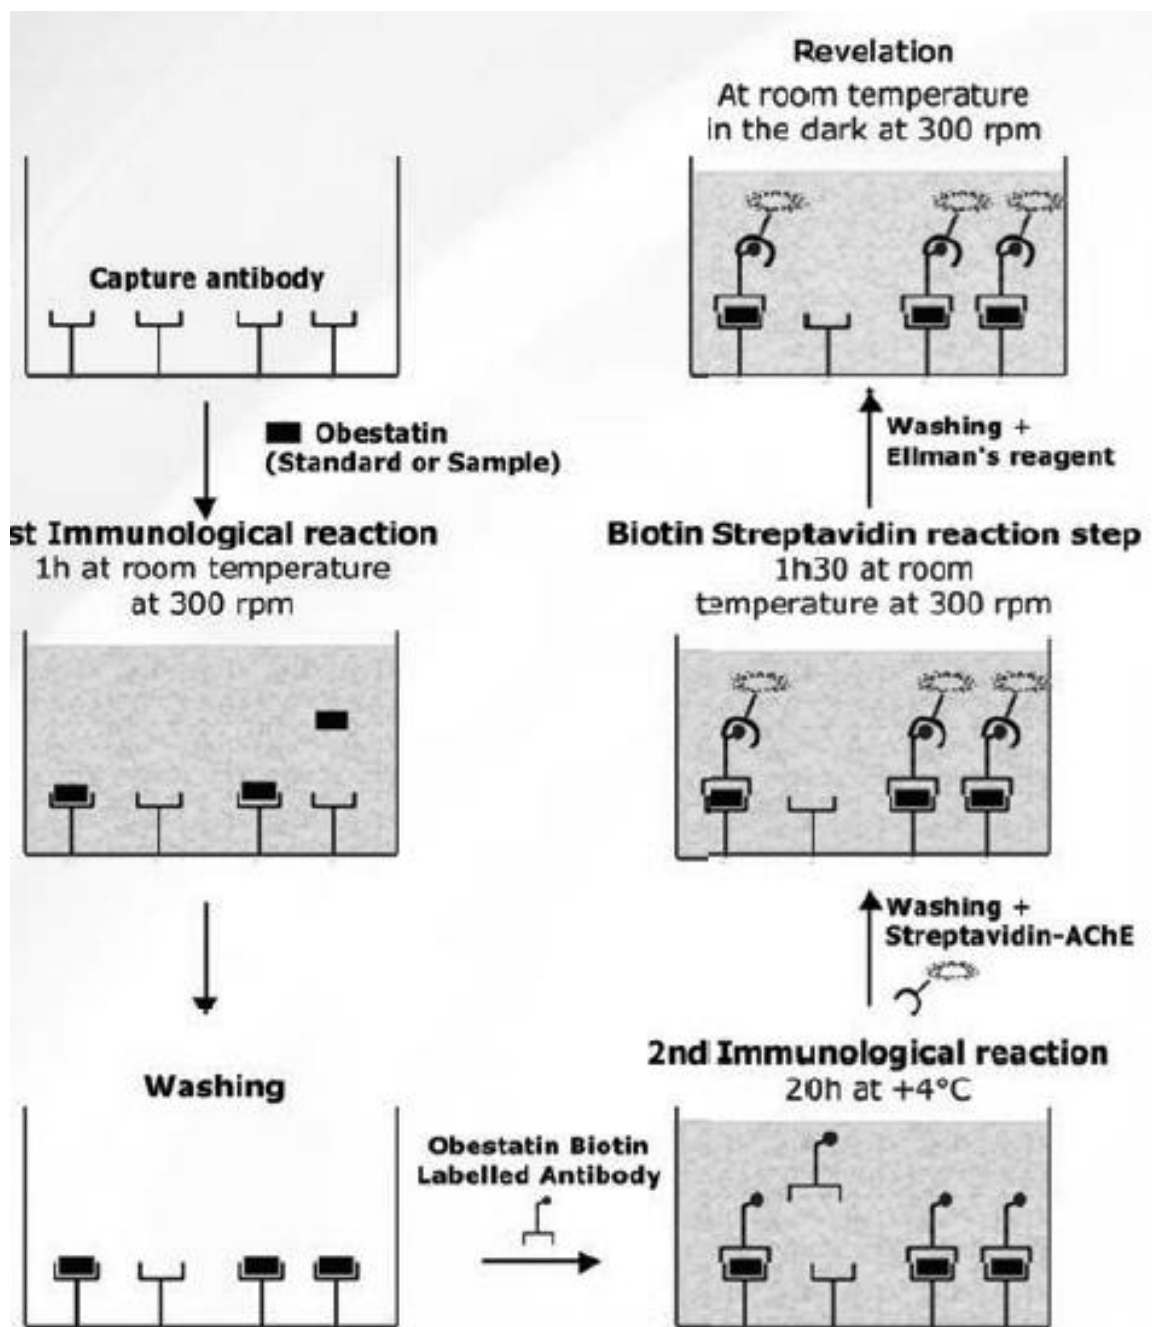 Capture antibody
Obestatin
(Standard or Sample)
st Immunological reaction
1h at room temperature
at 300 rpm
Washing
Obestatin Biotin
Labelled Antibody
2nd Immunological reaction
20h at +4°C
Washing +
Streptavidin-AChE
Biotin Streptavidin reaction step
1h30 at room
temperature at 300 rpm
Washing +
Ellman's reagent
Revelation
At room temperature
in the dark at 300 rpm